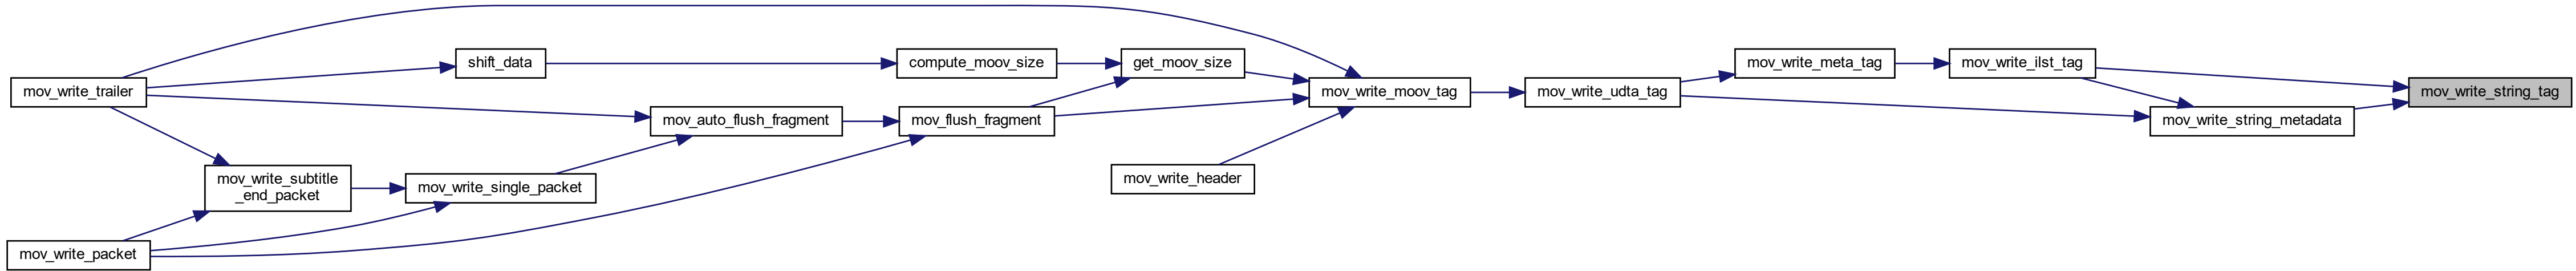 mov_write_trailer
shift_data
compute_moov_size
get_moov_size
mov_write_moov_tag
mov_write_udta_tag
mov_write_meta_tag
mov_write_ilst_tag
mov_write_string_tag
mov_auto_flush_fragment
mov_flush_fragment
mov_write_string_metadata
mov_write_subtitle
_end_packet
mov_write_single_packet
mov_write_header
mov_write_packet